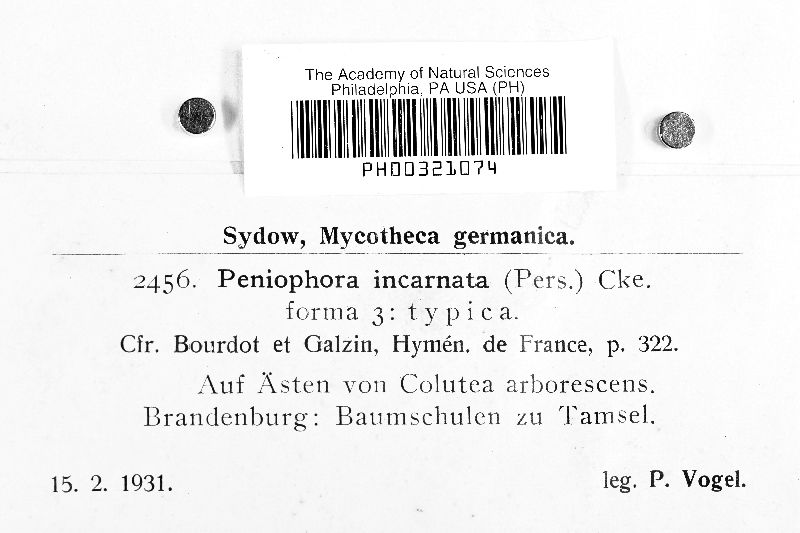 The Academy of Natural Sciences
Philadelphia, PA USA (PH)
PH00321074
Sydow, Mycotheca germanica.
2456. Peniophora incarnata (Pers.) Cke.
forma 3: typica.
Cfr. Bourdot et Galzin, Hymén. de France, p. 322.
Auf Ästen von Colutea arborescens.
Brandenburg: Baumschulen zu Tamsel.
15. 2. 1931. leg. P. Vogel.